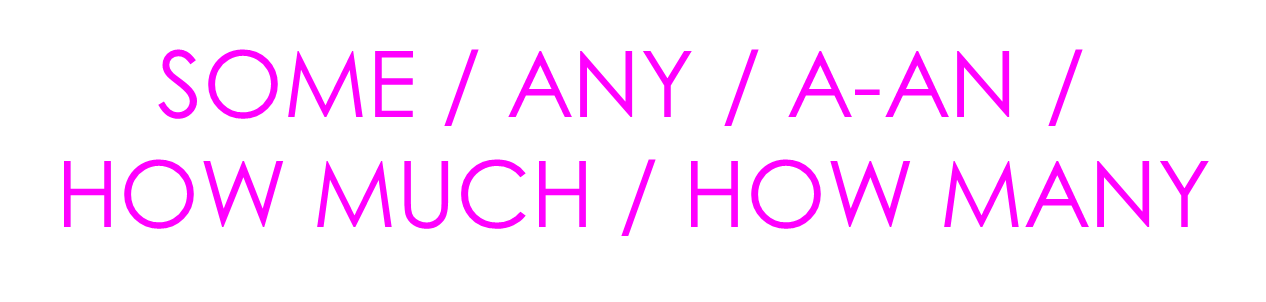 SOME / ANY / A-AN /
HOW MUCH / HOW MANY